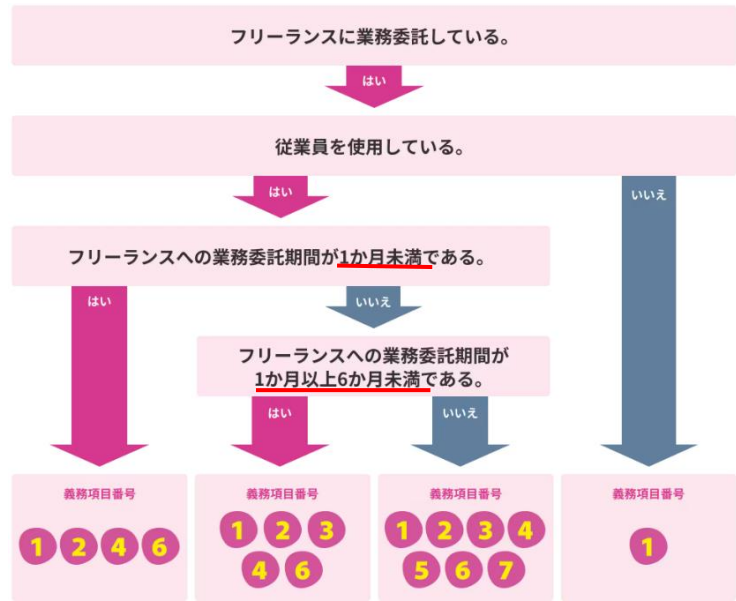 フリーランスに業務委託している。
はい
従業員を使用している。
はい
いいえ
フリーランスへの業務委託期間が1か月未満である。
はい
いいえ
フリーランスへの業務委託期間が
1か月以上6か月未満である。
はい
いいえ
義務項目番号
1 2 4 6
義務項目番号
1 2 3
4 6
義務項目番号
1 2 3 4
5 6 7
義務項目番号
1